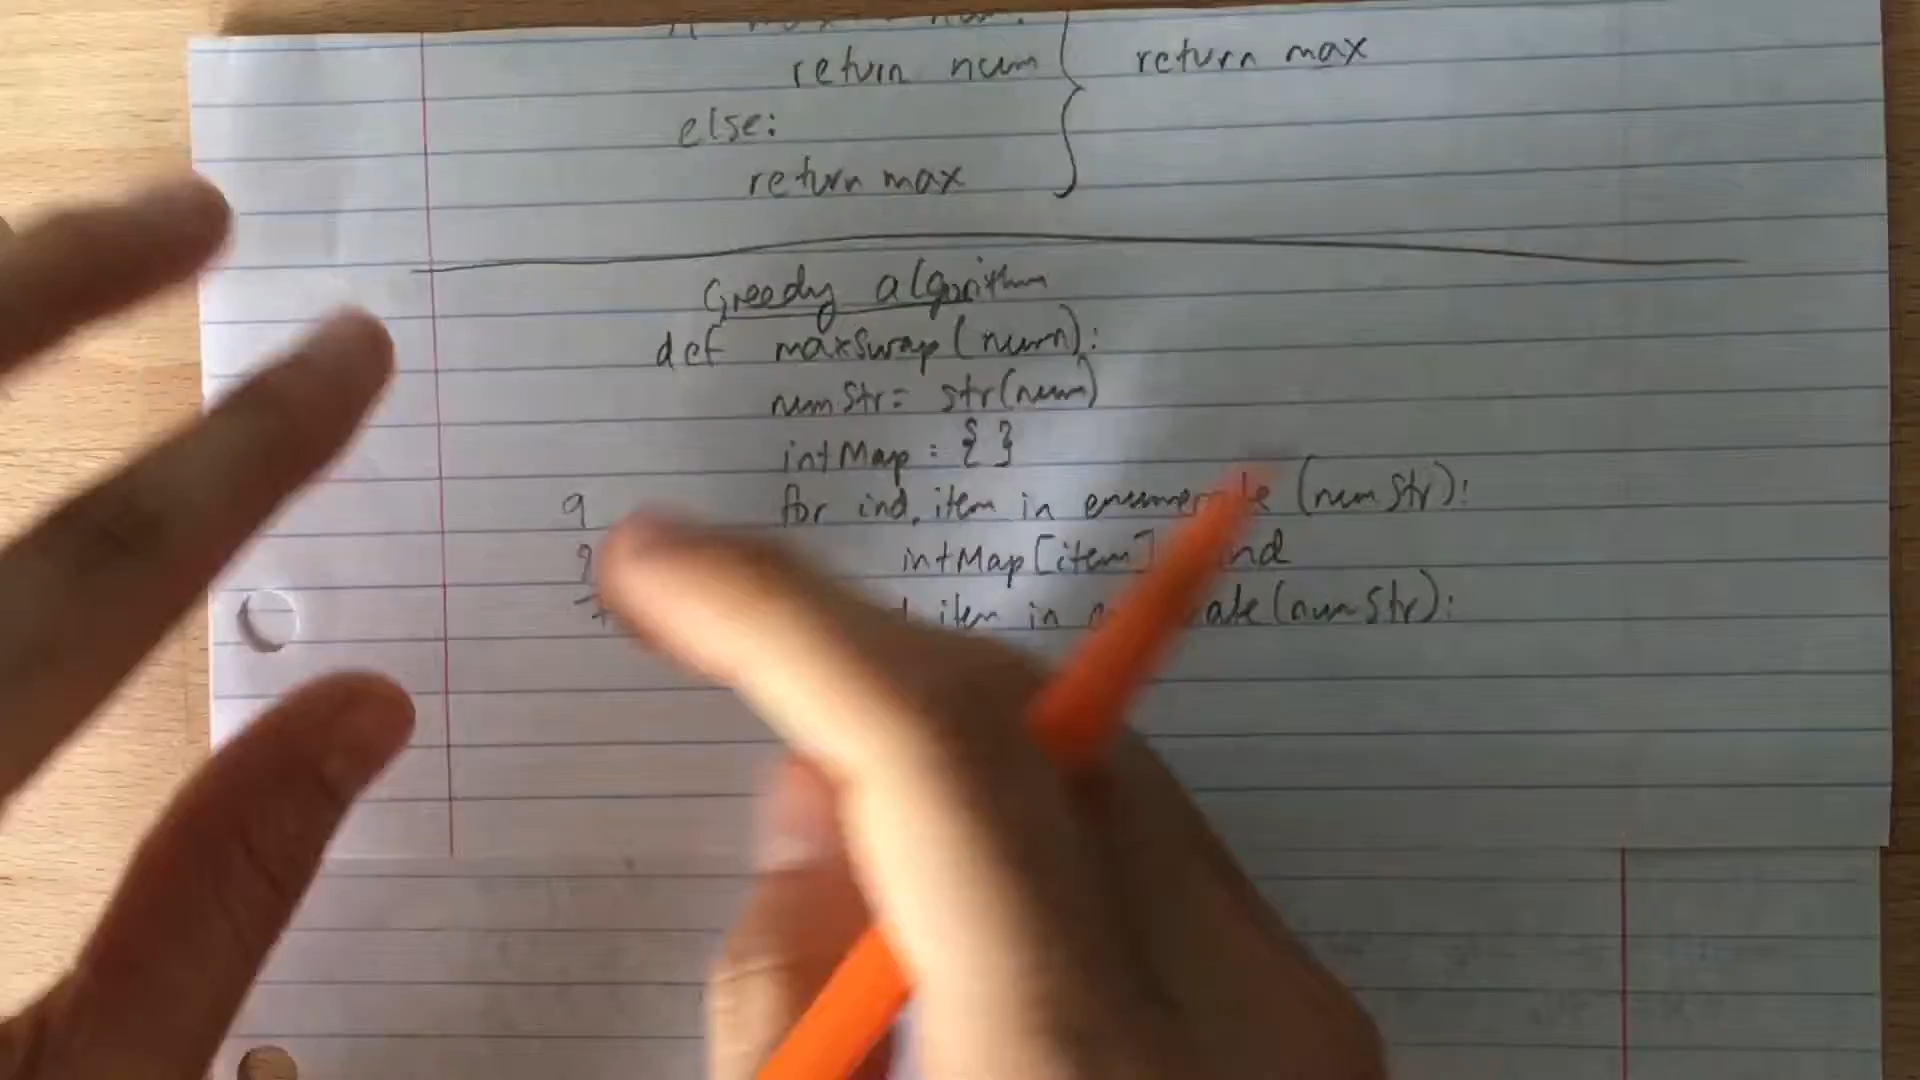 return num
return max
else:
return max
Greedy algorithm
def maxSwap(num):
numStr= str(num)
intMap = { }
9
for ind, item in enumerate (numStr):
intMap[item] ind
item in (numStr):